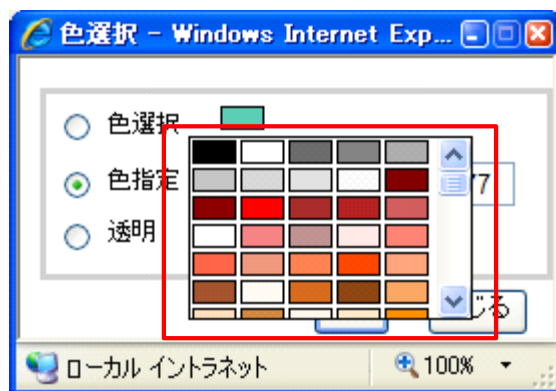 色選択 - Windows Internet Exp...
色選択
色指定
77
透明
じる
ローカル イントラネット
100%